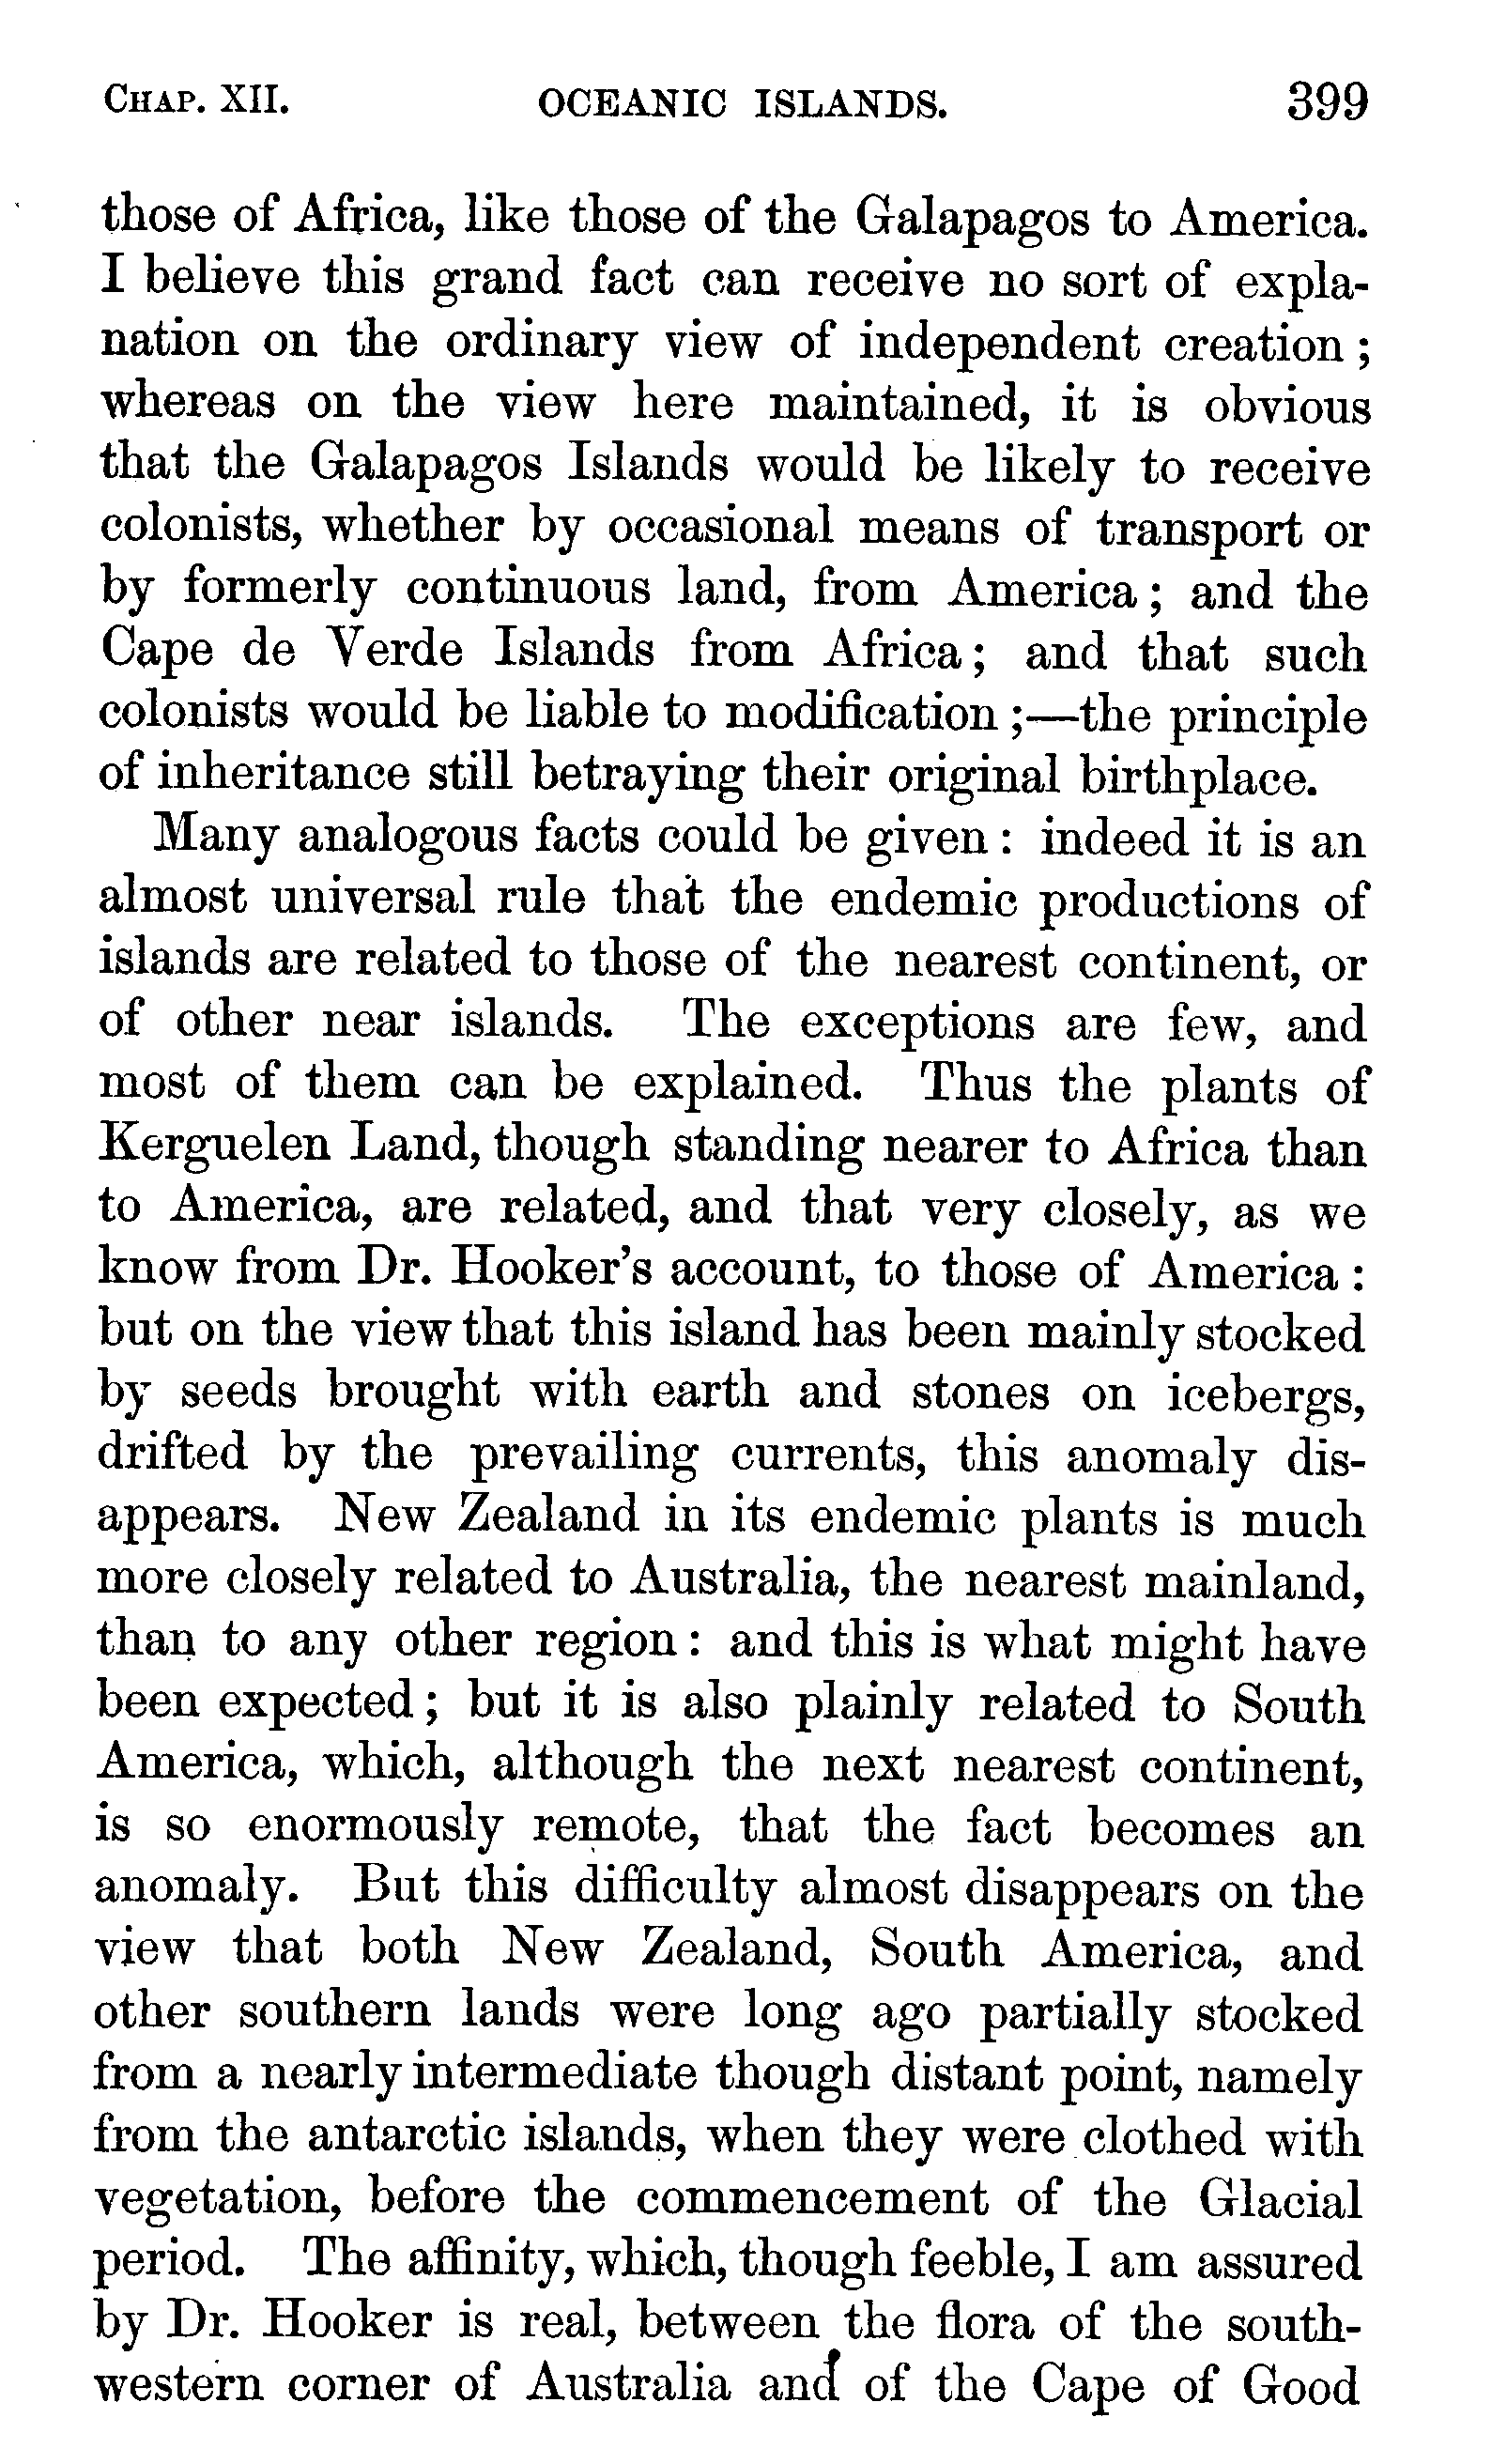 CHAP. XII. OCEANIC ISLANDS. 399
those of Africa, like those of the Galapagos to America.
I believe this grand fact can receive no sort of expla-
nation on the ordinary view of independent creation ;
whereas on the view here maintained, it is obvious
that the Galapagos Islands would be likely to receive
colonists, whether by occasional means of transport or
by formerly continuous land, from America ; and the
Cape de Verde Islands from Africa ; and that such
colonists would be liable to modification ;—the principle
of inheritance still betraying their original birthplace.
Many analogous facts could be given : indeed it is an
almost universal rule that the endemic productions of
islands are related to those of the nearest continent, or
of other near islands. The exceptions are few, and
most of them can be explained. Thus the plants of
Kerguelen Land, though standing nearer to Africa than
to America, are related, and that very closely, as we
know from Dr. Hooker's account, to those of America :
but on the view that this island has been mainly stocked
by seeds brought with earth and stones on icebergs,
drifted by the prevailing currents, this anomaly dis-
appears. New Zealand in its endemic plants is much
more closely related to Australia, the nearest mainland,
than to any other region : and this is what might have
been expected ; but it is also plainly related to South
America, which, although the next nearest continent,
is so enormously remote, that the fact becomes an
anomaly. But this difficulty almost disappears on the
view that both New Zealand, South America, and
other southern lands were long ago partially stocked
from a nearly intermediate though distant point, namely
from the antarctic islands, when they were clothed with
vegetation, before the commencement of the Glacial
period. The affinity, which, though feeble, I am assured
by Dr. Hooker is real, between the flora of the south-
western corner of Australia and of the Cape of Good